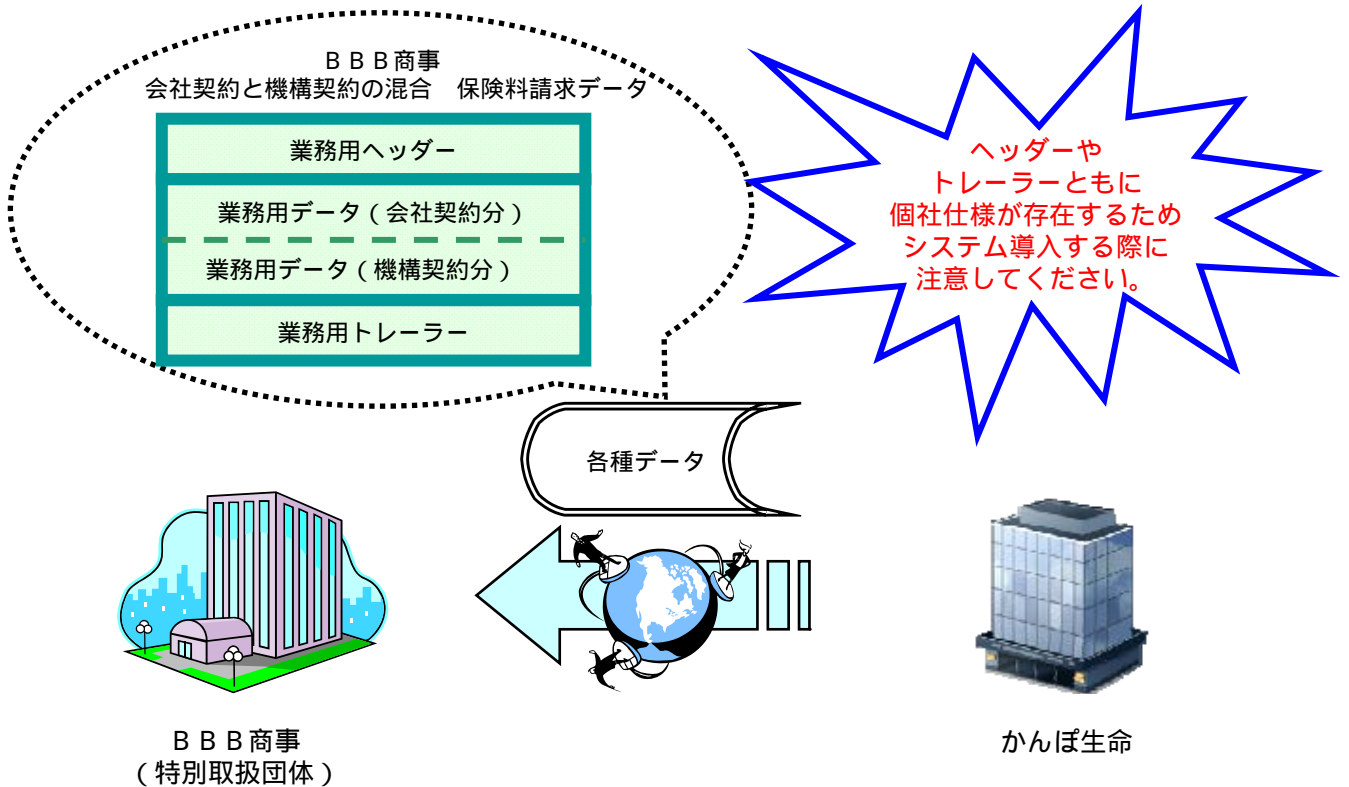 ＢＢＢ商事
会社契約と機構契約の混合　保険料請求データ
業務用ヘッダー
業務用データ（会社契約分）
業務用データ（機構契約分）
業務用トレーラー
ヘッダーや
トレーラーともに
個社仕様が存在するため
システム導入する際に
注意してください。
各種データ
ＢＢＢ商事
（特別取扱団体）
かんぽ生命